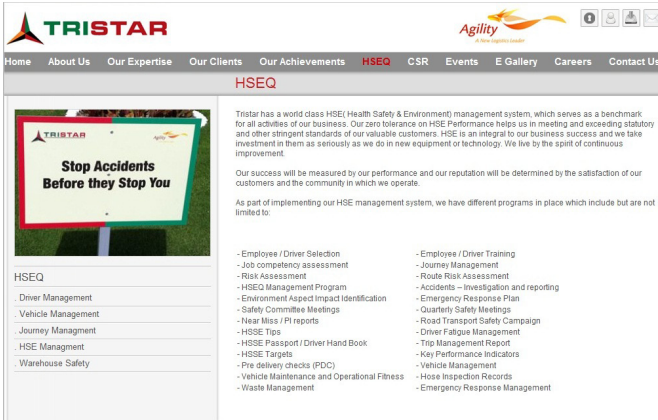 TRISTAR
Agility
A New Logistics Leader
Home About Us Our Expertise Our Clients Our Achievements HSEQ CSR Events E Gallery Careers Contact Us
HSEQ
TRISTAR Agility
Stop Accidents
Before they Stop You
HSEQ
. Driver Management
. Vehicle Management
. Journey Managment
. HSE Managment
. Warehouse Safety
Tristar has a world class HSE( Health Safety & Environment) management system, which serves as a benchmark
for all activities of our business. Our zero tolerance on HSE Performance helps us in meeting and exceeding statutory
and other stringent standards of our valuable customers. HSE is an integral to our business success and we take
investment in them as seriously as we do in new equipment or technology. We live by the spirit of continuous
improvement.
Our success will be measured by our performance and our reputation will be determined by the satisfaction of our
customers and the community in which we operate.
As part of implementing our HSE management system, we have different programs in place which include but are not
limited to:
- Employee / Driver Selection
- Job competency assessment
- Risk Assessment
- HSEQ Management Program
- Environment Aspect Impact Identification
- Safety Committee Meetings
- Near Miss / PI reports
- HSSE Tips
- HSSE Passport / Driver Hand Book
- HSSE Targets
- Pre delivery checks (PDC)
- Vehicle Maintenance and Operational Fitness
- Waste Management
- Employee / Driver Training
- Journey Management
- Route Risk Assessment
- Accidents – Investigation and reporting
- Emergency Response Plan
- Quarterly Safety Meetings
- Road Transport Safety Campaign
- Driver Fatigue Management
- Trip Management Report
- Key Performance Indicators
- Vehicle Management
- Hose Inspection Records
- Emergency Response Management